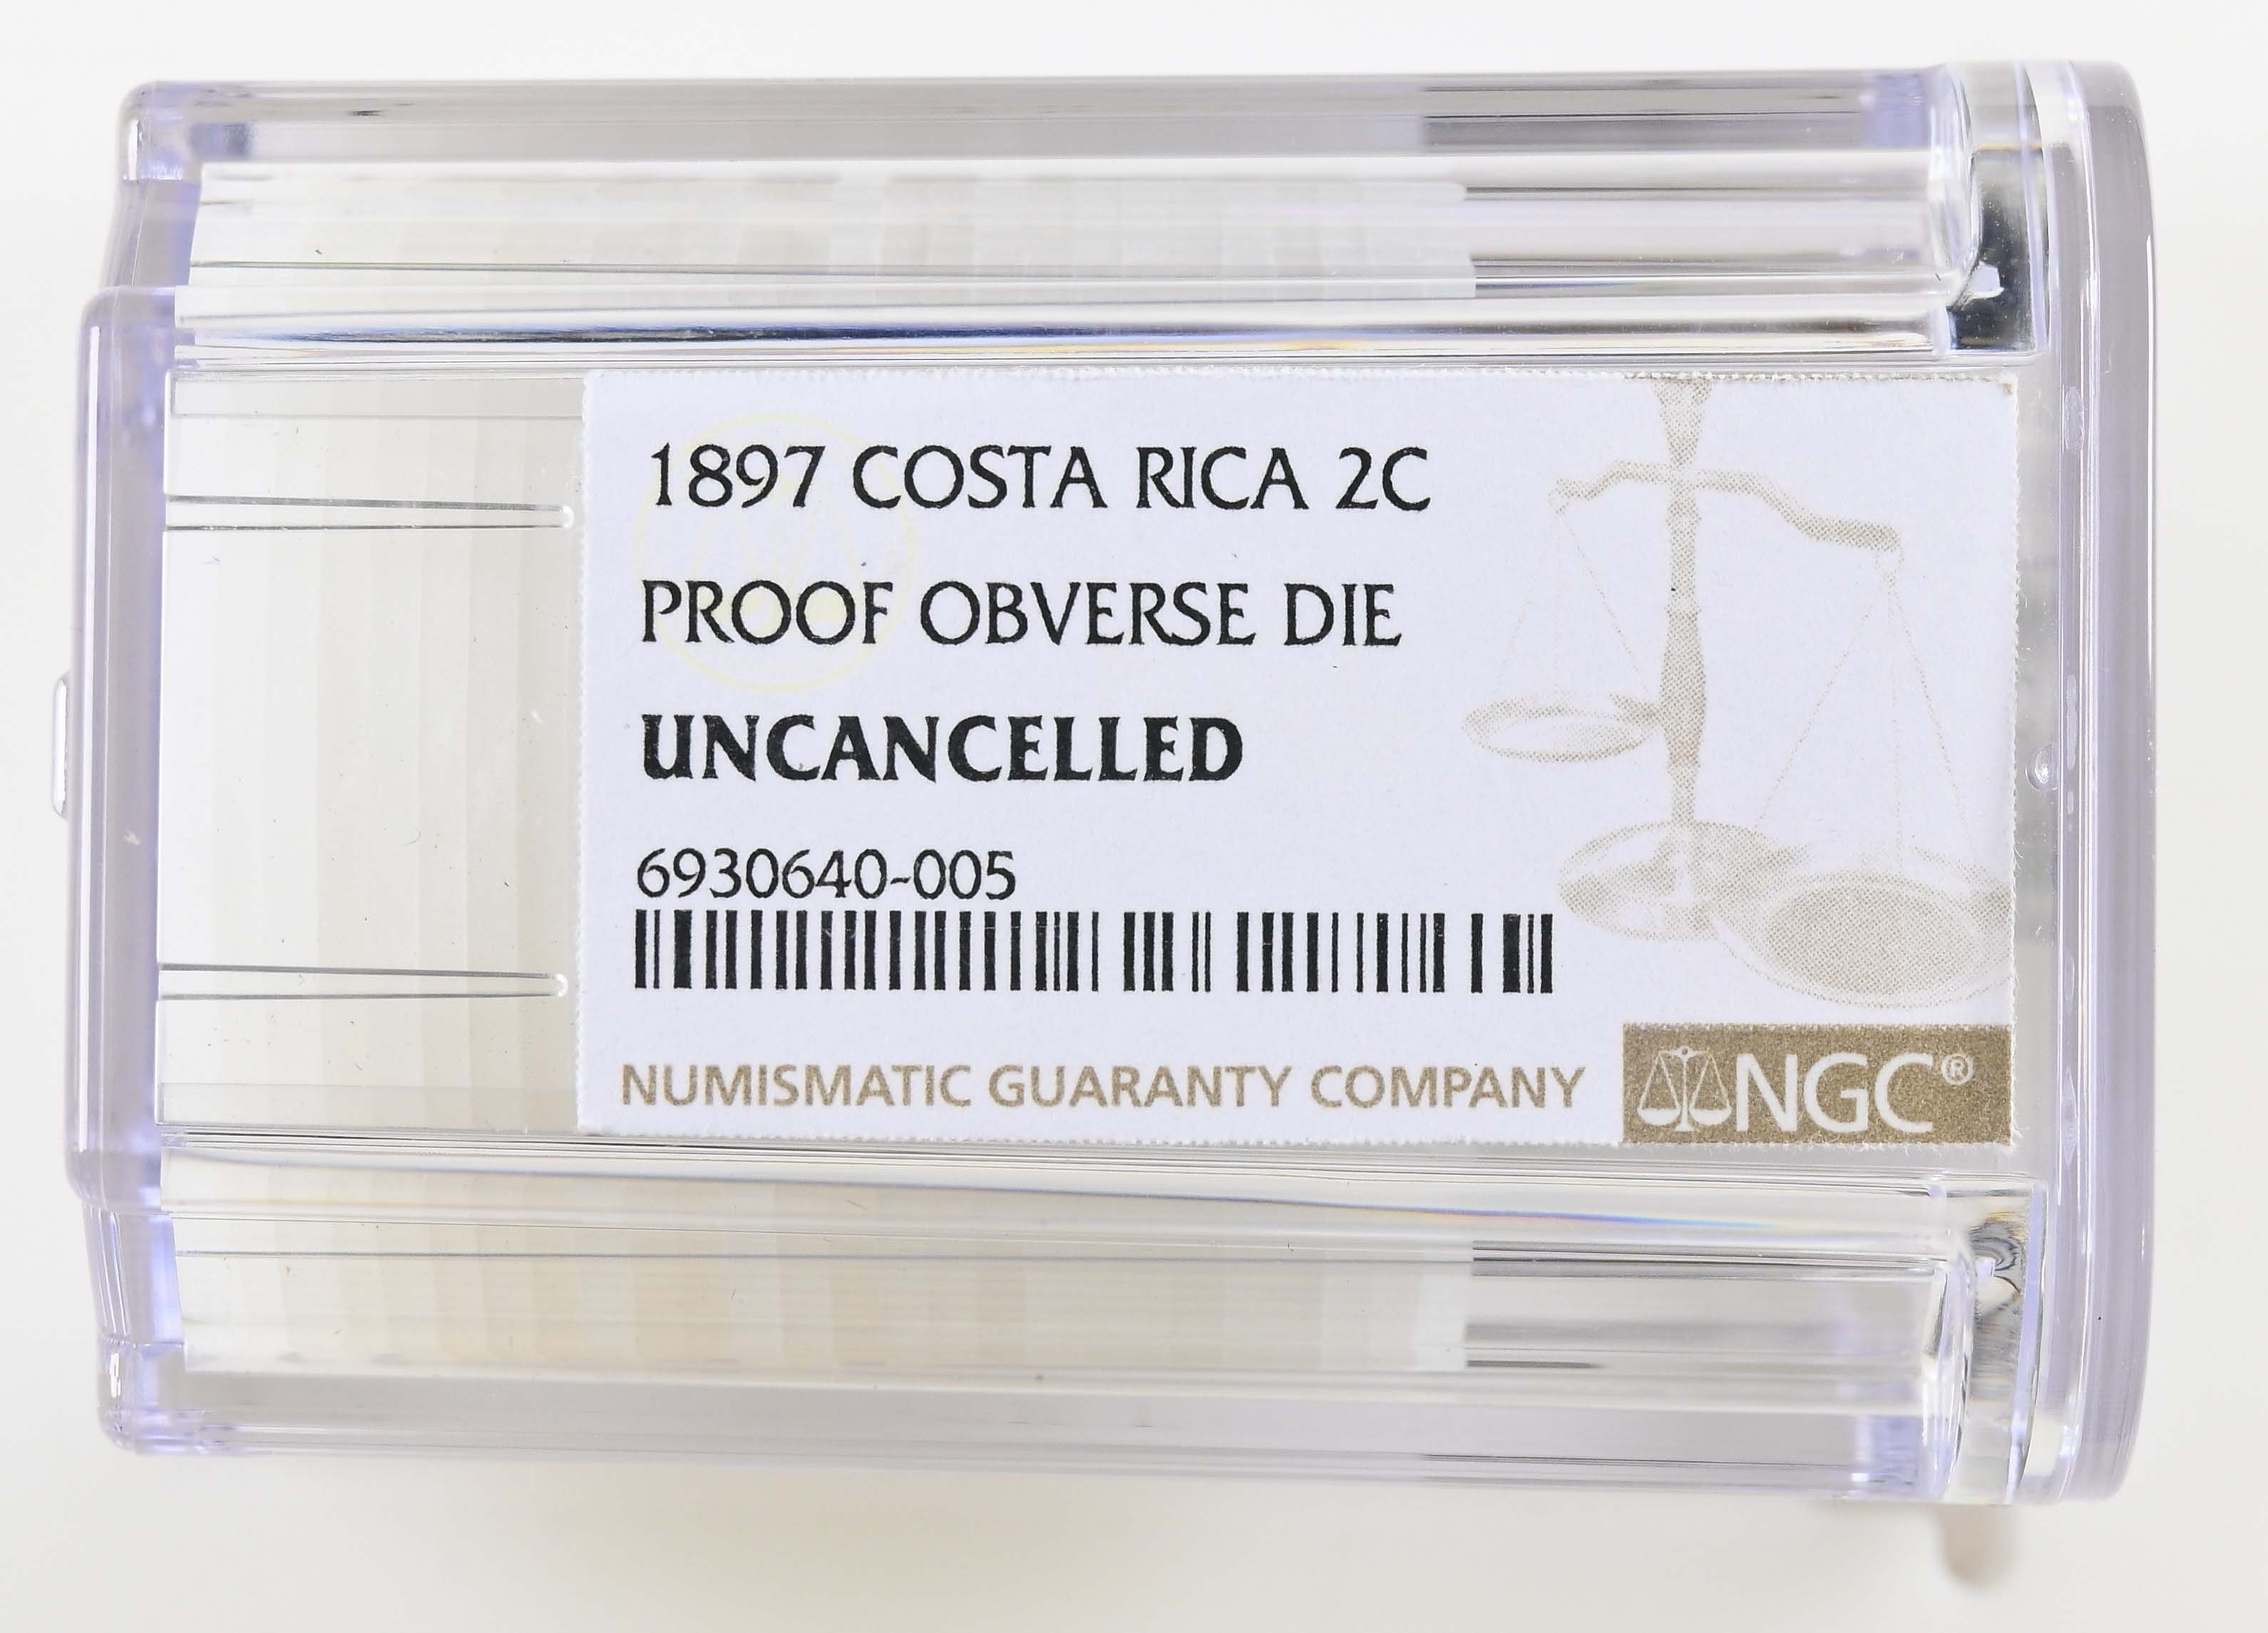 1897 COSTA RICA 2C
PROOF OBVERSE DIE
UNCANCELLED
6930640-005
NUMISMATIC GUARANTY COMPANY
NGC®